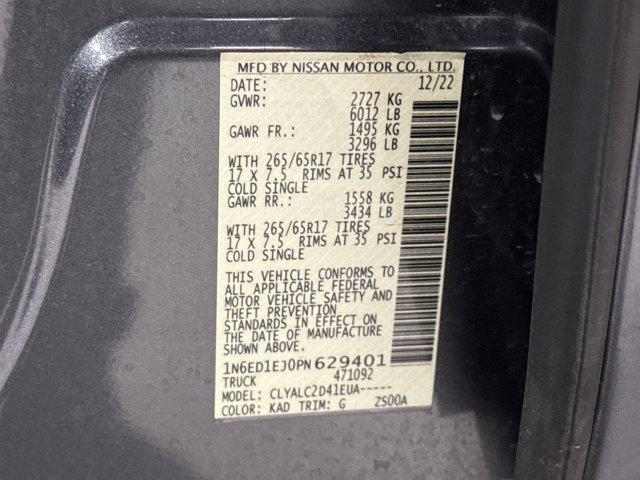 MFD BY NISSAN MOTOR CO., LTD.
DATE: 12/22
GVWR: 2727 KG
6012 LB
GAWR FR.: 1495 KG
3296 LB
WITH 265/65R17 TIRES
17 X 7.5 RIMS AT 35 PSI
COLD SINGLE
GAWR RR.: 1558 KG
3434 LB
WITH 265/65R17 TIRES
17 X 7.5 RIMS AT 35 PSI
COLD SINGLE
THIS VEHICLE CONFORMS TO
ALL APPLICABLE FEDERAL
MOTOR VEHICLE SAFETY AND
THEFT PREVENTION
STANDARDS IN EFFECT ON
THE DATE OF MANUFACTURE
SHOWN ABOVE.
1N6ED1EJ0PN629401
TRUCK 471092
MODEL: CLYALC2D41EUA-----
COLOR: KAD TRIM: G ZS00A